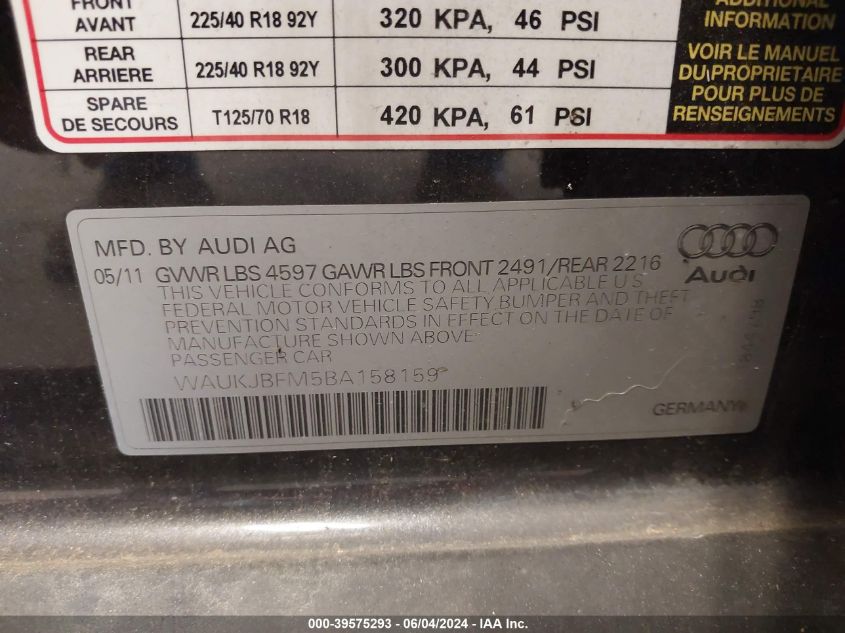 FRONT
AVANT 225/40 R18 92Y 320 KPA, 46 PSI
REAR
ARRIERE 225/40 R18 92Y 300 KPA, 44 PSI
SPARE
DE SECOURS T125/70 R18 420 KPA, 61 PSI
ADDITIONAL
INFORMATION
VOIR LE MANUEL
DU PROPRIETAIRE
POUR PLUS DE
RENSEIGNEMENTS
MFD. BY AUDI AG
05/11 GVWR LBS 4597 GAWR LBS FRONT 2491/REAR 2216
THIS VEHICLE CONFORMS TO ALL APPLICABLE U S
FEDERAL MOTOR VEHICLE SAFETY BUMPER AND THEFT
PREVENTION STANDARDS IN EFFECT ON THE DATE OF
MANUFACTURE SHOWN ABOVE
PASSENGER CAR
WAUKJBFM5BA158159
Audi
GERMANY
000-39575293 - 06/04/2024 - IAA Inc.